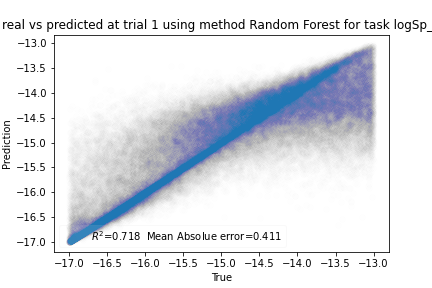 real vs predicted at trial 1 using method Random Forest for task logSp_
−13.0
−13.5
−14.0
−14.5
−15.0
−15.5
−16.0
−16.5
−17.0
Prediction
R²=0.718 Mean Absolue error=0.411
−17.0 −16.5 −16.0 −15.5 −15.0 −14.5 −14.0 −13.5 −13.0
True